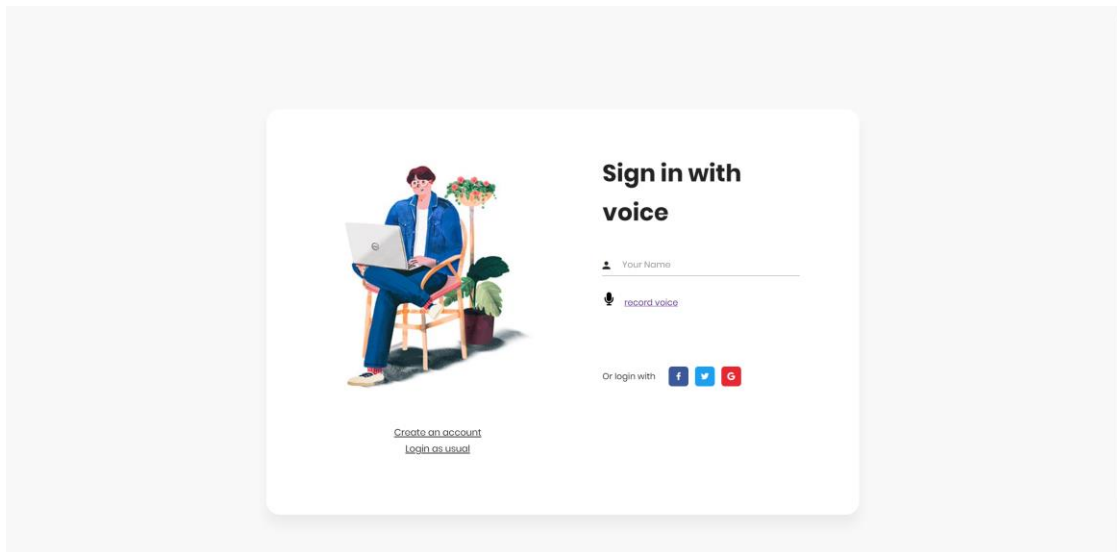 Sign in with
voice
Your Name
record voice
Or login with
Create an account
Login as usual